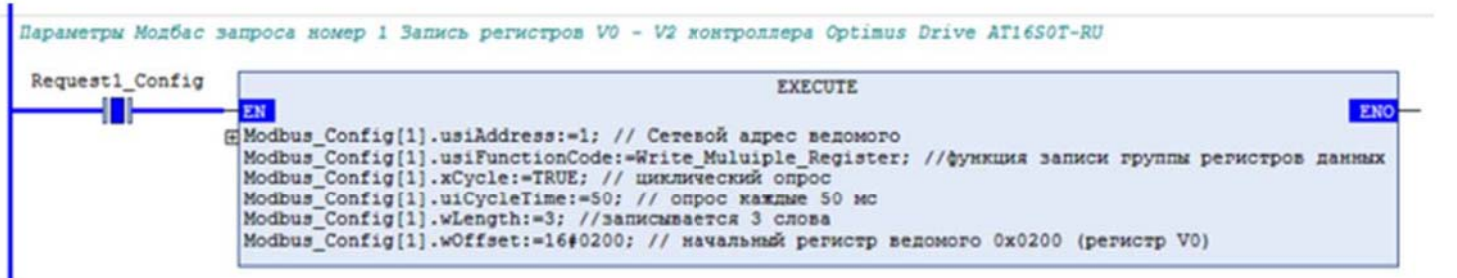 Параметры Модбас запроса номер 1 Запись регистров V0 - V2 контроллера Optimus Drive AT16S0T-RU
Request1_Config
EXECUTE
EN
ENO
Modbus_Config[1].usiAddress:=1; // Сетевой адрес ведомого
Modbus_Config[1].usiFunctionCode:=Write_Muluiple_Register; //функция записи группы регистров данных
Modbus_Config[1].xCycle:=TRUE; // циклический опрос
Modbus_Config[1].uiCycleTime:=50; // опрос каждые 50 мс
Modbus_Config[1].wLength:=3; //записывается 3 слова
Modbus_Config[1].wOffset:=16#0200; // начальный регистр ведомого 0x0200 (регистр V0)